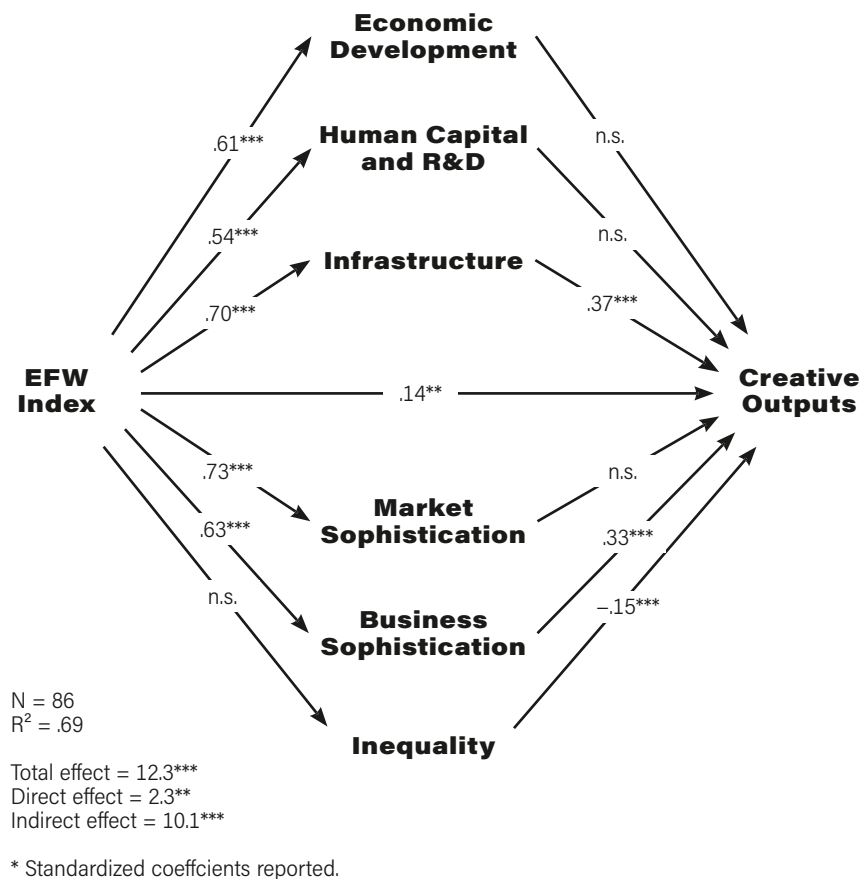 Economic
Development
.61***
n.s.
Human Capital
and R&D
.54***
n.s.
Infrastructure
.70***
.37***
EFW
Index
.14**
Creative
Outputs
.73***
n.s.
Market
Sophistication
.63***
.33***
n.s.
–.15***
Business
Sophistication
N = 86
R² = .69
Inequality
Total effect = 12.3***
Direct effect = 2.3**
Indirect effect = 10.1***
* Standardized coeffcients reported.